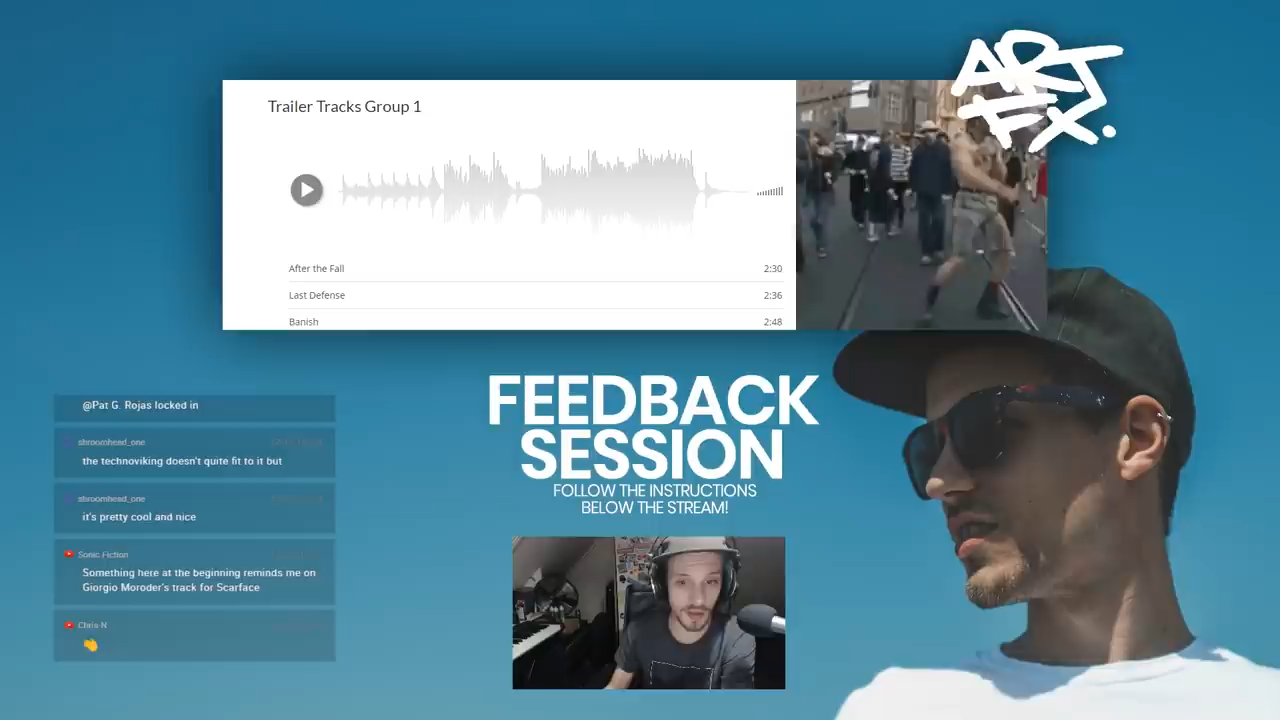 ART
FX.
Trailer Tracks Group 1
After the Fall 2:30
Last Defense 2:36
Banish 2:48
FEEDBACK
SESSION
FOLLOW THE INSTRUCTIONS
BELOW THE STREAM!
@Pat G. Rojas locked in
shroomhead_one
the technoviking doesn't quite fit to it but
shroomhead_one
it's pretty cool and nice
Sonic Fiction
Something here at the beginning reminds me on
Giorgio Moroder's track for Scarface
Chris N